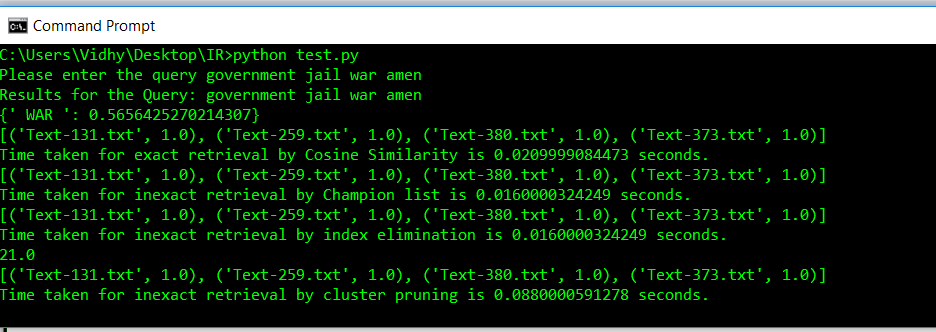 Command Prompt
C:\Users\Vidhy\Desktop\IR>python test.py
Please enter the query government jail war amen
Results for the Query: government jail war amen
{' WAR ': 0.5656425270214307}
[('Text-131.txt', 1.0), ('Text-259.txt', 1.0), ('Text-380.txt', 1.0), ('Text-373.txt', 1.0)]
Time taken for exact retrieval by Cosine Similarity is 0.0209999084473 seconds.
[('Text-131.txt', 1.0), ('Text-259.txt', 1.0), ('Text-380.txt', 1.0), ('Text-373.txt', 1.0)]
Time taken for inexact retrieval by Champion list is 0.0160000324249 seconds.
[('Text-131.txt', 1.0), ('Text-259.txt', 1.0), ('Text-380.txt', 1.0), ('Text-373.txt', 1.0)]
Time taken for inexact retrieval by index elimination is 0.0160000324249 seconds.
21.0
[('Text-131.txt', 1.0), ('Text-259.txt', 1.0), ('Text-380.txt', 1.0), ('Text-373.txt', 1.0)]
Time taken for inexact retrieval by cluster pruning is 0.0880000591278 seconds.